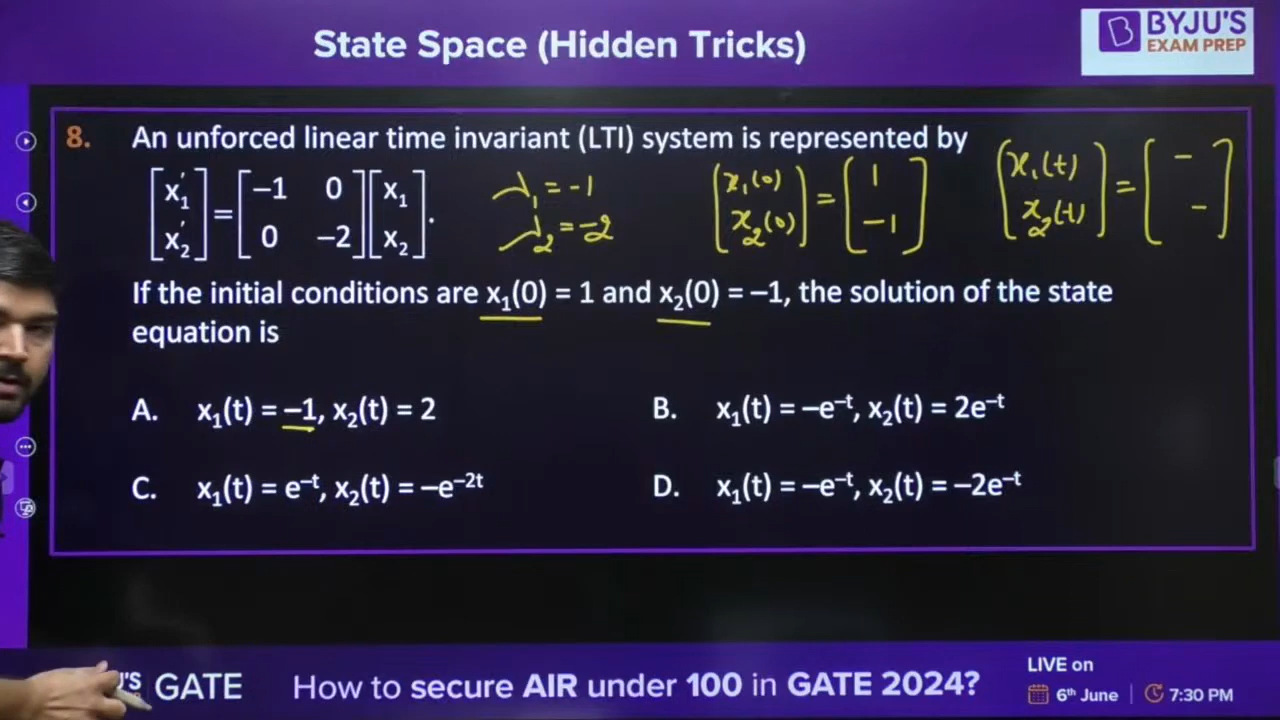 State Space (Hidden Tricks)
BYJU'S
EXAM PREP
8. An unforced linear time invariant (LTI) system is represented by
[x₁′ x₂′] = [−1 0 0 −2] [x₁ x₂].
λ₁ = -1
λ₂ = -2
(x₁(0) x₂(0)) = (1 -1)
(x₁(t) x₂(t)) = [- -]
If the initial conditions are x₁(0) = 1 and x₂(0) = –1, the solution of the state
equation is
A. x₁(t) = –1, x₂(t) = 2
B. x₁(t) = –e⁻ᵗ, x₂(t) = 2e⁻ᵗ
C. x₁(t) = e⁻ᵗ, x₂(t) = –e⁻²ᵗ
D. x₁(t) = –e⁻ᵗ, x₂(t) = –2e⁻ᵗ
'S GATE
How to secure AIR under 100 in GATE 2024?
LIVE on
6th June | 7:30 PM